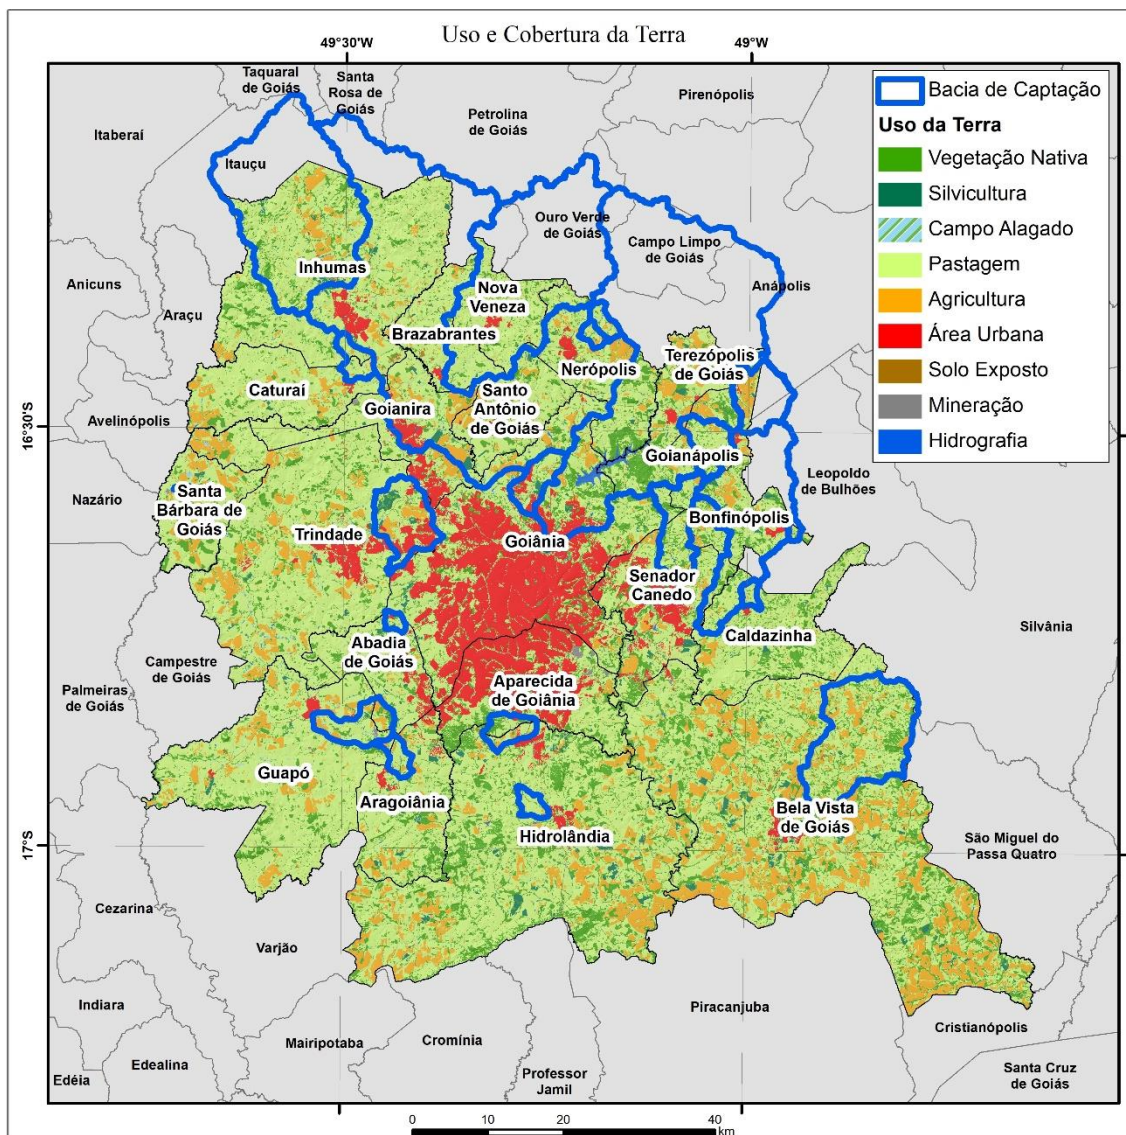 Uso e Cobertura da Terra
49°30'W
49°W
Taquaral
de Goiás
Santa
Rosa de
Goiás
Petrolina
de Goiás
Pirenópolis
Itaberaí
Itauçu
Ouro Verde
de Goiás
Campo Limpo
de Goiás
Anápolis
Anicuns
Araçu
Inhumas
Nova
Veneza
Brazabrantes
Nerópolis
Terezópolis
de Goiás
Caturaí
Goianira
Santo
Antônio
de Goiás
Avelinópolis
16°30'S
Goianápolis
Leopoldo
de Bulhões
Nazário
Santa
Bárbara de
Goiás
Trindade
Goiânia
Bonfinópolis
Senador
Canedo
Caldazinha
Silvânia
Abadia
de Goiás
Campestre
de Goiás
Palmeiras
de Goiás
Aparecida
de Goiânia
Guapó
Aragoiânia
Hidrolândia
Bela Vista
de Goiás
17°S
São Miguel do
Passa Quatro
Cezarina
Varjão
Indiara
Piracanjuba
Cristianópolis
Mairipotaba
Cromínia
Edealina
Edéia
Professor
Jamil
Santa Cruz
de Goiás
Bacia de Captação
Uso da Terra
Vegetação Nativa
Silvicultura
Campo Alagado
Pastagem
Agricultura
Área Urbana
Solo Exposto
Mineração
Hidrografia
0 10 20 40
km